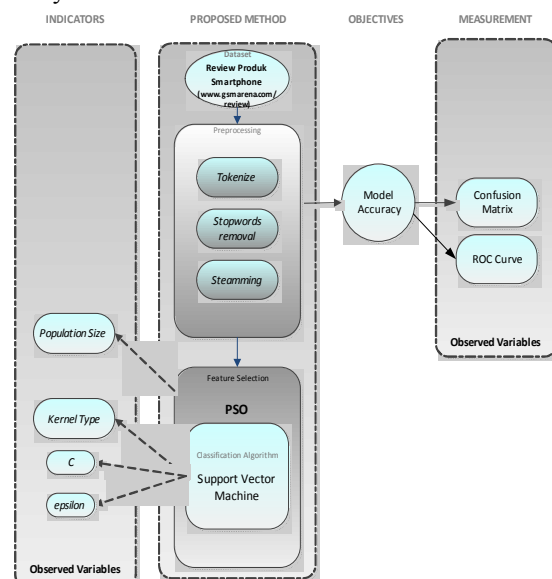 INDICATORS
PROPOSED METHOD
OBJECTIVES
MEASUREMENT
Dataset
Review Produk
Smartphone
(www.gsmarena.com/
review)
Preprocessing
Tokenize
Stopwords
removal
Steamming
Model
Accuracy
Confusion
Matrix
ROC Curve
Observed Variables
Population Size
Kernel Type
C
epsilon
Observed Variables
Feature Selection
PSO
Classification Algorithm
Support Vector
Machine